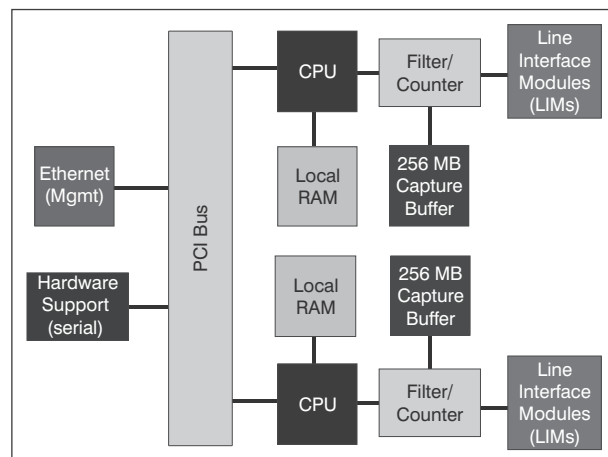 CPU
Filter/
Counter
Line
Interface
Modules
(LIMs)
Local
RAM
256 MB
Capture
Buffer
Ethernet
(Mgmt)
PCI Bus
Hardware
Support
(serial)
Local
RAM
256 MB
Capture
Buffer
CPU
Filter/
Counter
Line
Interface
Modules
(LIMs)